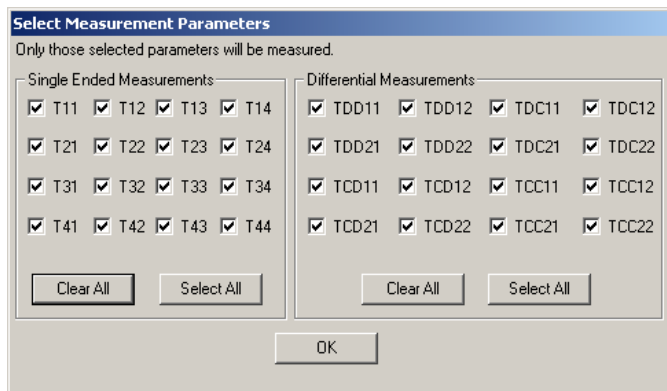 Select Measurement Parameters
Only those selected parameters will be measured.
Single Ended Measurements
T11 T12 T13 T14
T21 T22 T23 T24
T31 T32 T33 T34
T41 T42 T43 T44
Clear All Select All
Differential Measurements
TDD11 TDD12 TDC11 TDC12
TDD21 TDD22 TDC21 TDC22
TCD11 TCD12 TCC11 TCC12
TCD21 TCD22 TCC21 TCC22
Clear All Select All
OK